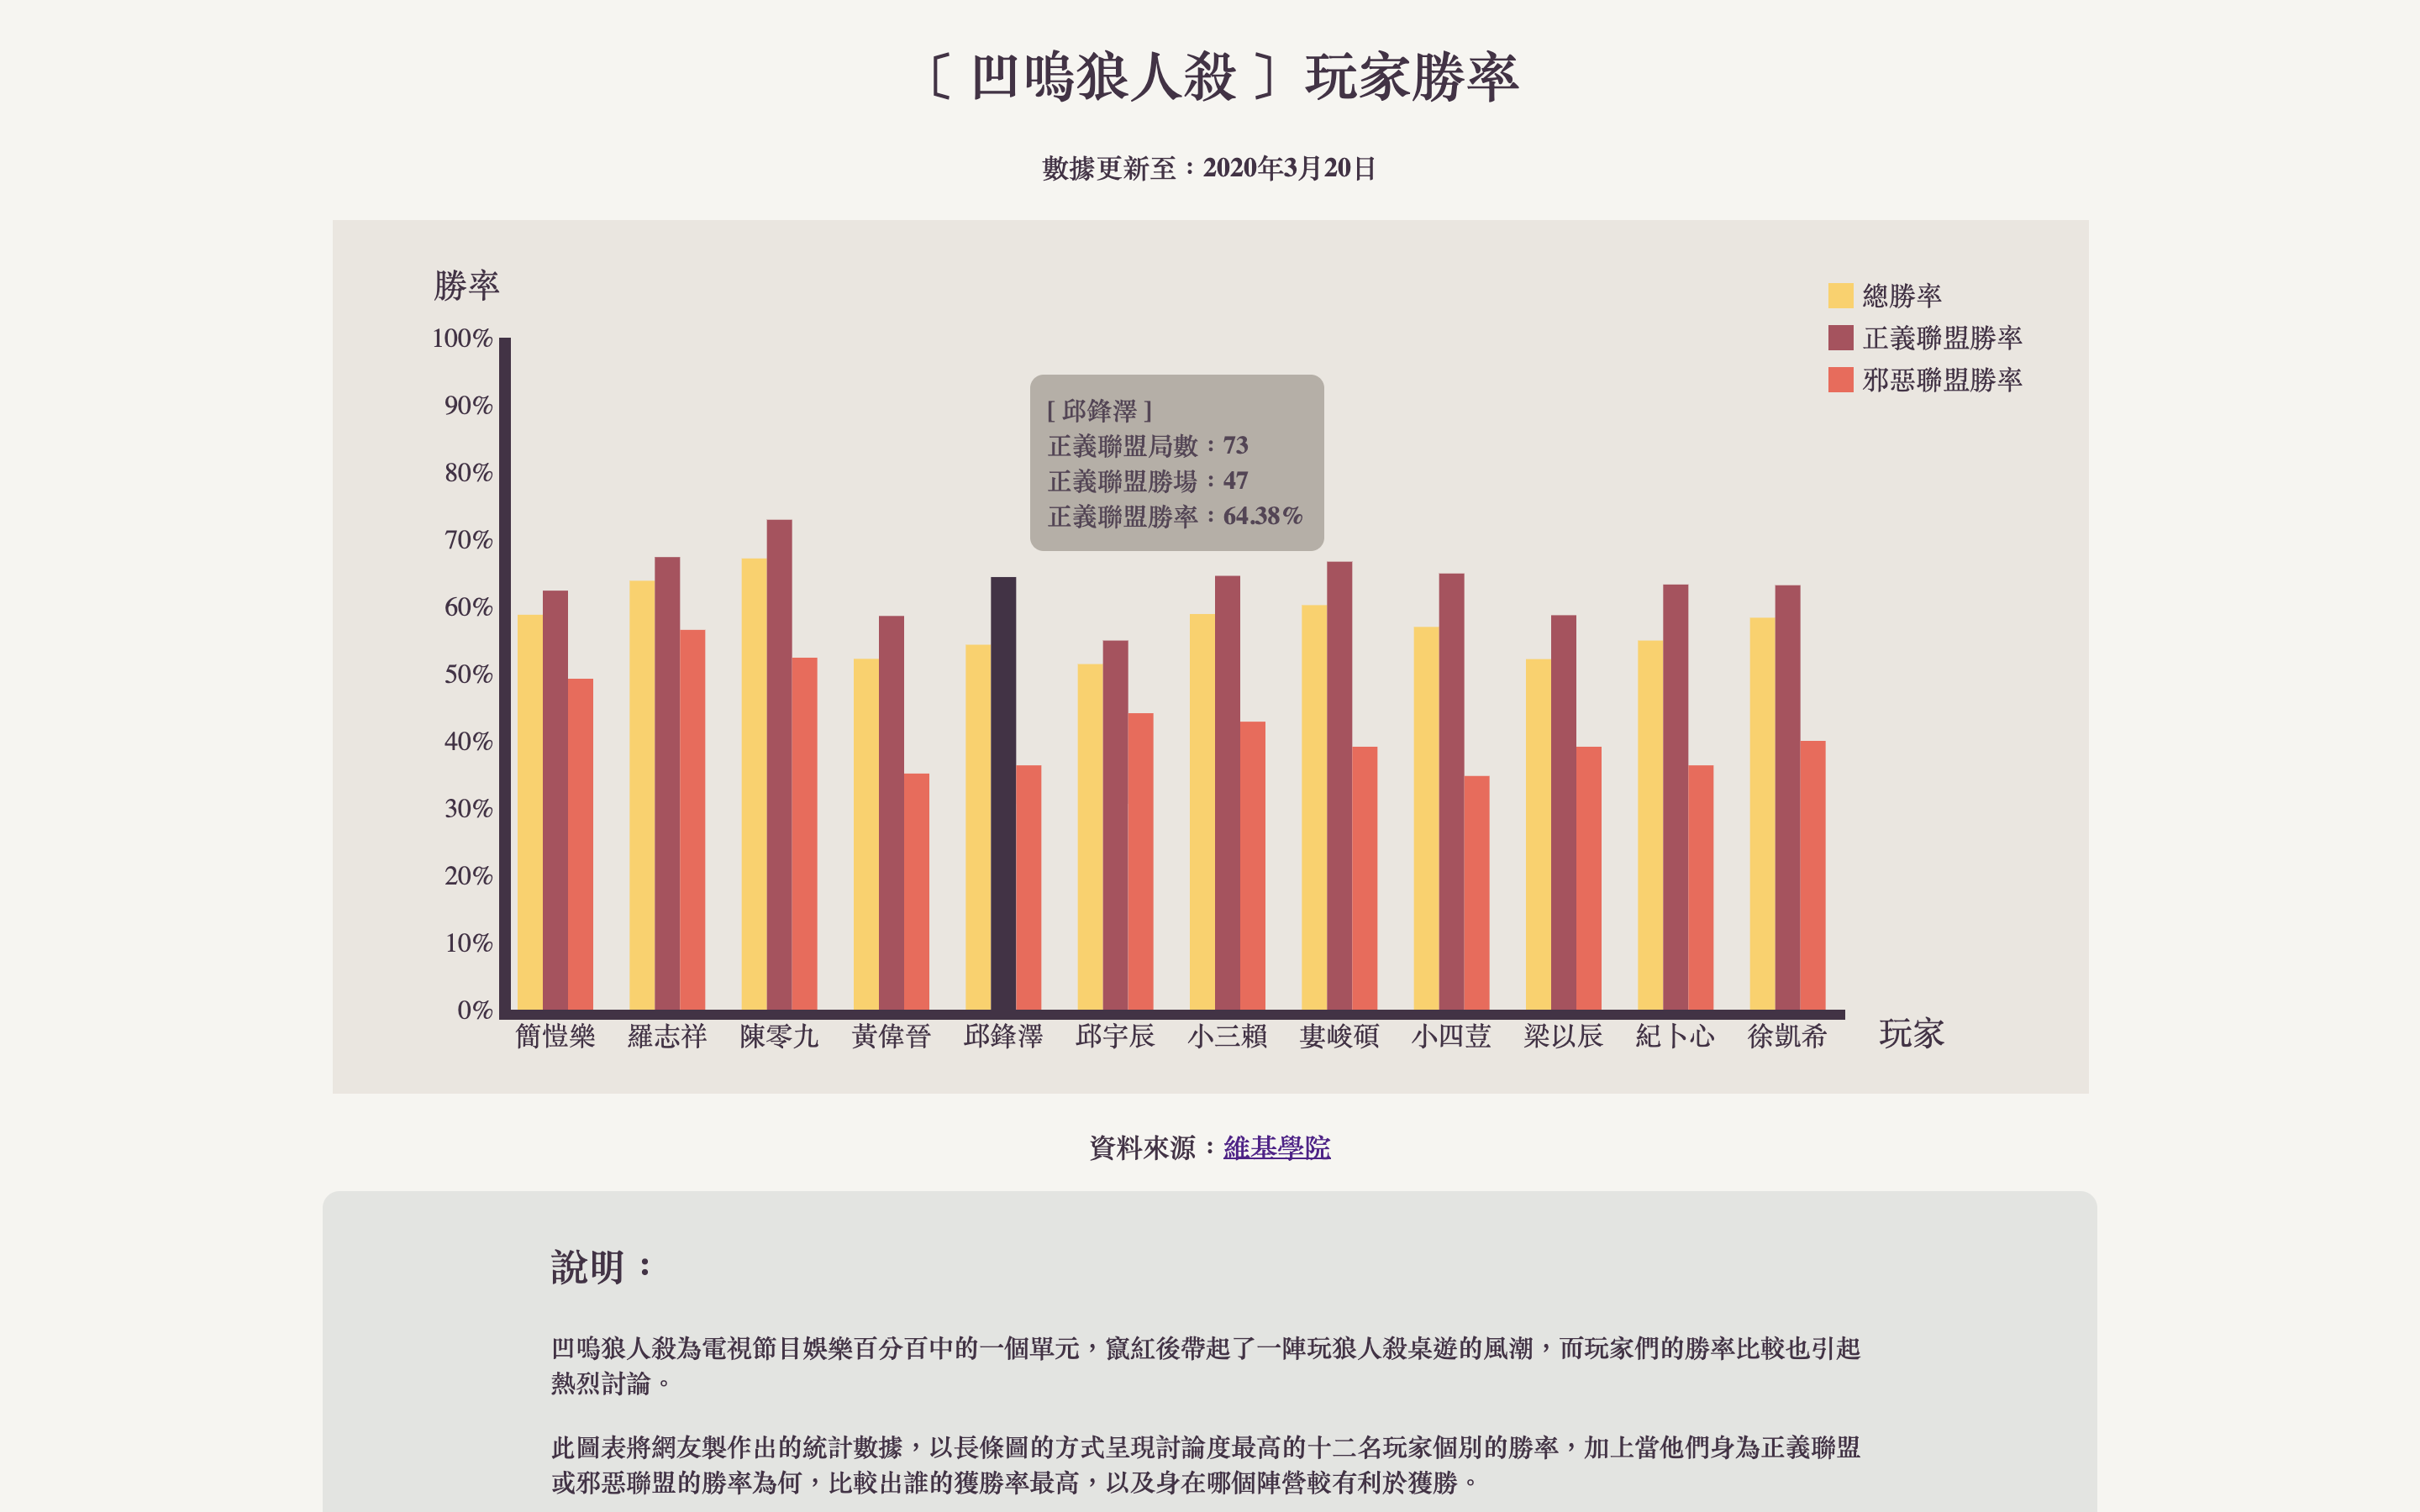 〔 凹嗚狼人殺 〕玩家勝率
數據更新至：2020年3月20日
勝率
總勝率
正義聯盟勝率
邪惡聯盟勝率
100%
90%
80%
70%
60%
50%
40%
30%
20%
10%
0%
[ 邱鋒澤 ]
正義聯盟局數：73
正義聯盟勝場：47
正義聯盟勝率：64.38%
簡愷樂 羅志祥 陳零九 黃偉晉 邱鋒澤 邱宇辰 小三賴 婁峻碩 小四荳 梁以辰 紀卜心 徐凱希
玩家
資料來源：維基學院
說明：
凹嗚狼人殺為電視節目娛樂百分百中的一個單元，竄紅後帶起了一陣玩狼人殺桌遊的風潮，而玩家們的勝率比較也引起
熱烈討論。
此圖表將網友製作出的統計數據，以長條圖的方式呈現討論度最高的十二名玩家個別的勝率，加上當他們身為正義聯盟
或邪惡聯盟的勝率為何，比較出誰的獲勝率最高，以及身在哪個陣營較有利於獲勝。